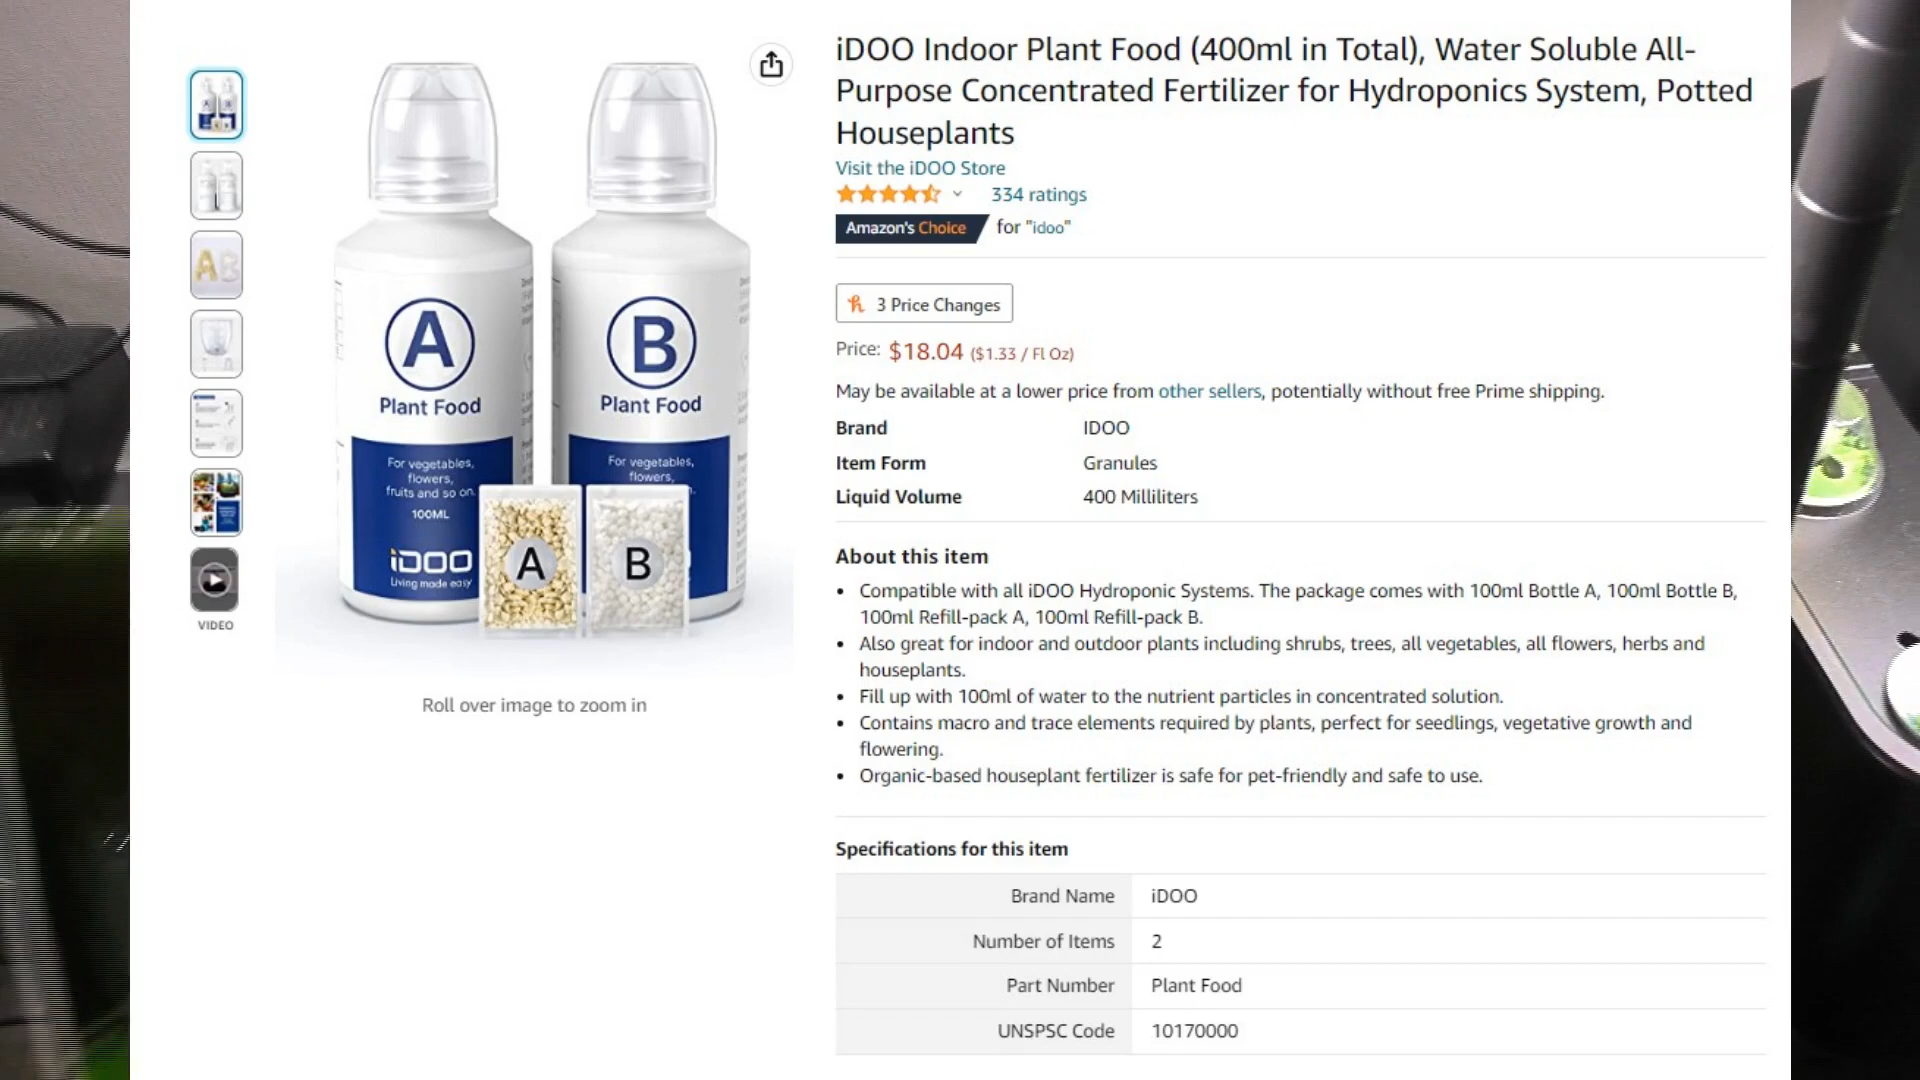 iDOO Indoor Plant Food (400ml in Total), Water Soluble All-
Purpose Concentrated Fertilizer for Hydroponics System, Potted
Houseplants
Visit the iDOO Store
334 ratings
Amazon's Choice for "idoo"
3 Price Changes
Price: $18.04 ($1.33 / Fl Oz)
May be available at a lower price from other sellers, potentially without free Prime shipping.
Brand IDOO
Item Form Granules
Liquid Volume 400 Milliliters
About this item
• Compatible with all iDOO Hydroponic Systems. The package comes with 100ml Bottle A, 100ml Bottle B,
100ml Refill-pack A, 100ml Refill-pack B.
• Also great for indoor and outdoor plants including shrubs, trees, all vegetables, all flowers, herbs and
houseplants.
• Fill up with 100ml of water to the nutrient particles in concentrated solution.
• Contains macro and trace elements required by plants, perfect for seedlings, vegetative growth and
flowering.
• Organic-based houseplant fertilizer is safe for pet-friendly and safe to use.
Specifications for this item
Brand Name iDOO
Number of Items 2
Part Number Plant Food
UNSPSC Code 10170000
A
Plant Food
For vegetables,
flowers,
fruits and so on.
100ML
iDOO
Living made easy
B
Plant Food
For vegetables,
flowers,
A
B
A B
VIDEO
Roll over image to zoom in